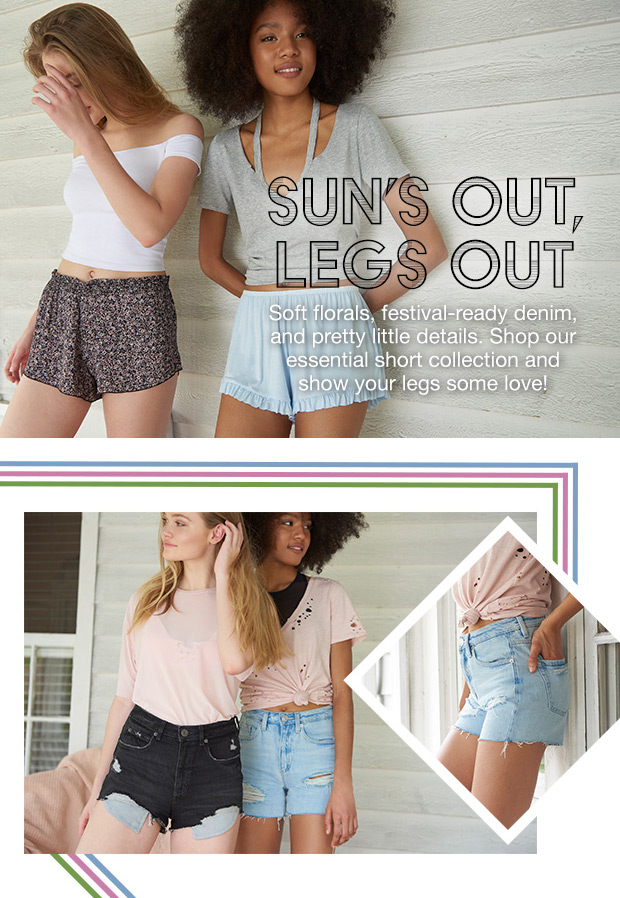 SUN'S OUT,
LEGS OUT
Soft florals, festival-ready denim,
and pretty little details. Shop our
essential short collection and
show your legs some love!